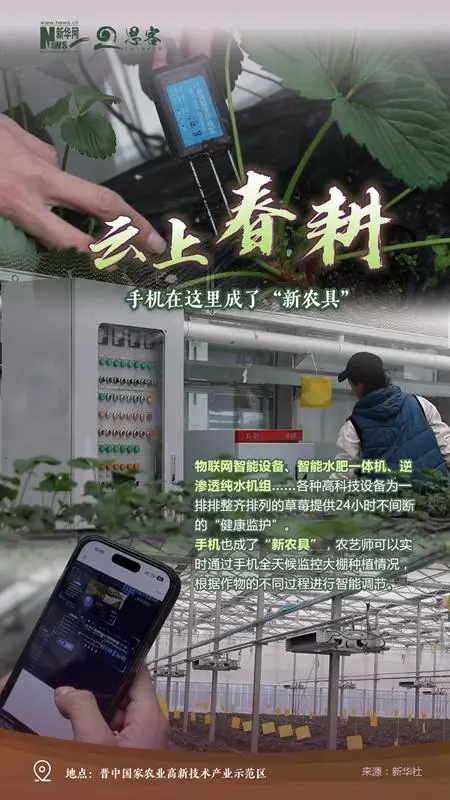 www.news.cn
NEWS 新华网 思客
云上春耕
手机在这里成了“新农具”
物联网智能设备、智能水肥一体机、逆
渗透纯水机组……各种高科技设备为一
排排整齐排列的草莓提供24小时不间断
的“健康监护”。
手机也成了“新农具”，农艺师可以实
时通过手机全天候监控大棚种植情况，
根据作物的不同过程进行智能调节。
地点：晋中国家农业高新技术产业示范区
来源：新华社